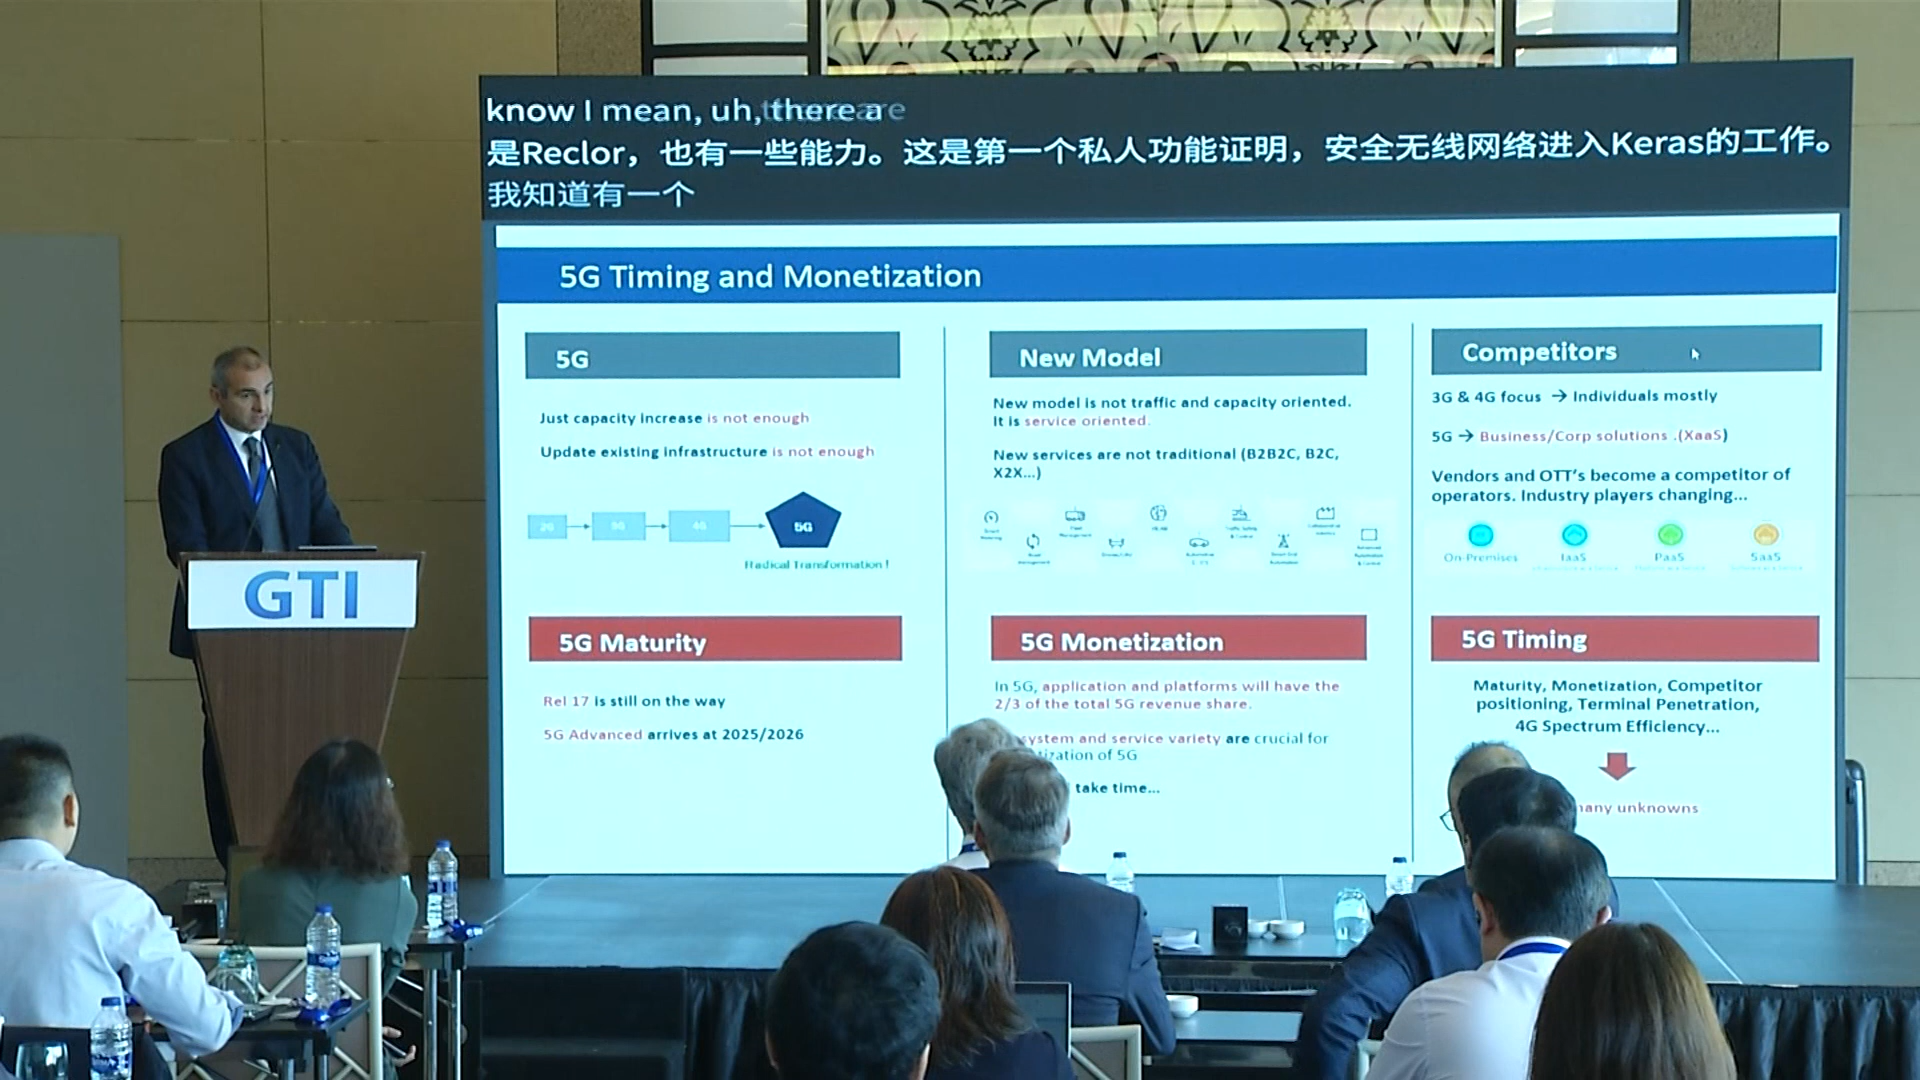 know I mean, uh, there are
是Reclor，也有一些能力。这是第一个私人功能证明，安全无线网络进入Keras的工作。
我知道有一个
5G Timing and Monetization
5G
Just capacity increase is not enough
Update existing infrastructure is not enough
2G
3G
4G
5G
Radical Transformation !
New Model
New model is not traffic and capacity oriented.
It is service oriented.
New services are not traditional (B2B2C, B2C,
X2X...)
Competitors
3G & 4G focus → Individuals mostly
5G → Business/Corp solutions .(XaaS)
Vendors and OTT's become a competitor of
operators. Industry players changing...
On-Premises
IaaS
PaaS
SaaS
5G Maturity
Rel 17 is still on the way
5G Advanced arrives at 2025/2026
5G Monetization
In 5G, application and platforms will have the
2/3 of the total 5G revenue share.
system and service variety are crucial for
tization of 5G
take time...
5G Timing
Maturity, Monetization, Competitor
positioning, Terminal Penetration,
4G Spectrum Efficiency...
many unknowns
GTI